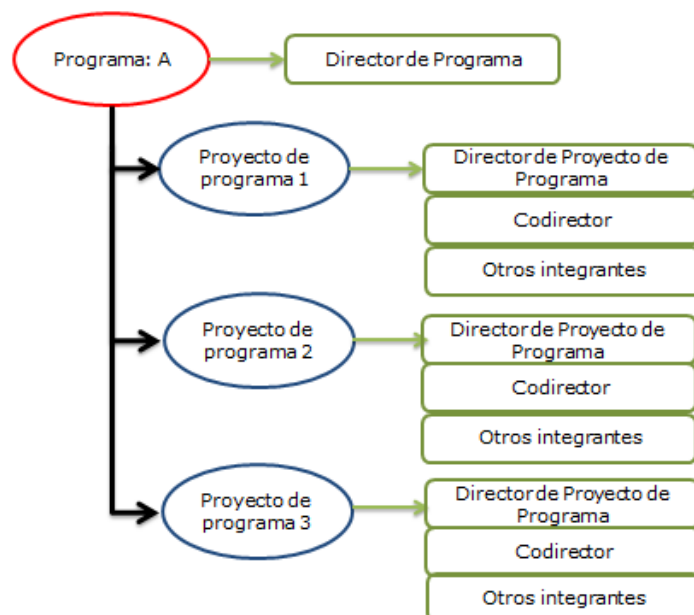 Programa: A
Director de Programa
Proyecto de
programa 1
Director de Proyecto de
Programa
Codirector
Otros integrantes
Proyecto de
programa 2
Director de Proyecto de
Programa
Codirector
Otros integrantes
Proyecto de
programa 3
Director de Proyecto de
Programa
Codirector
Otros integrantes